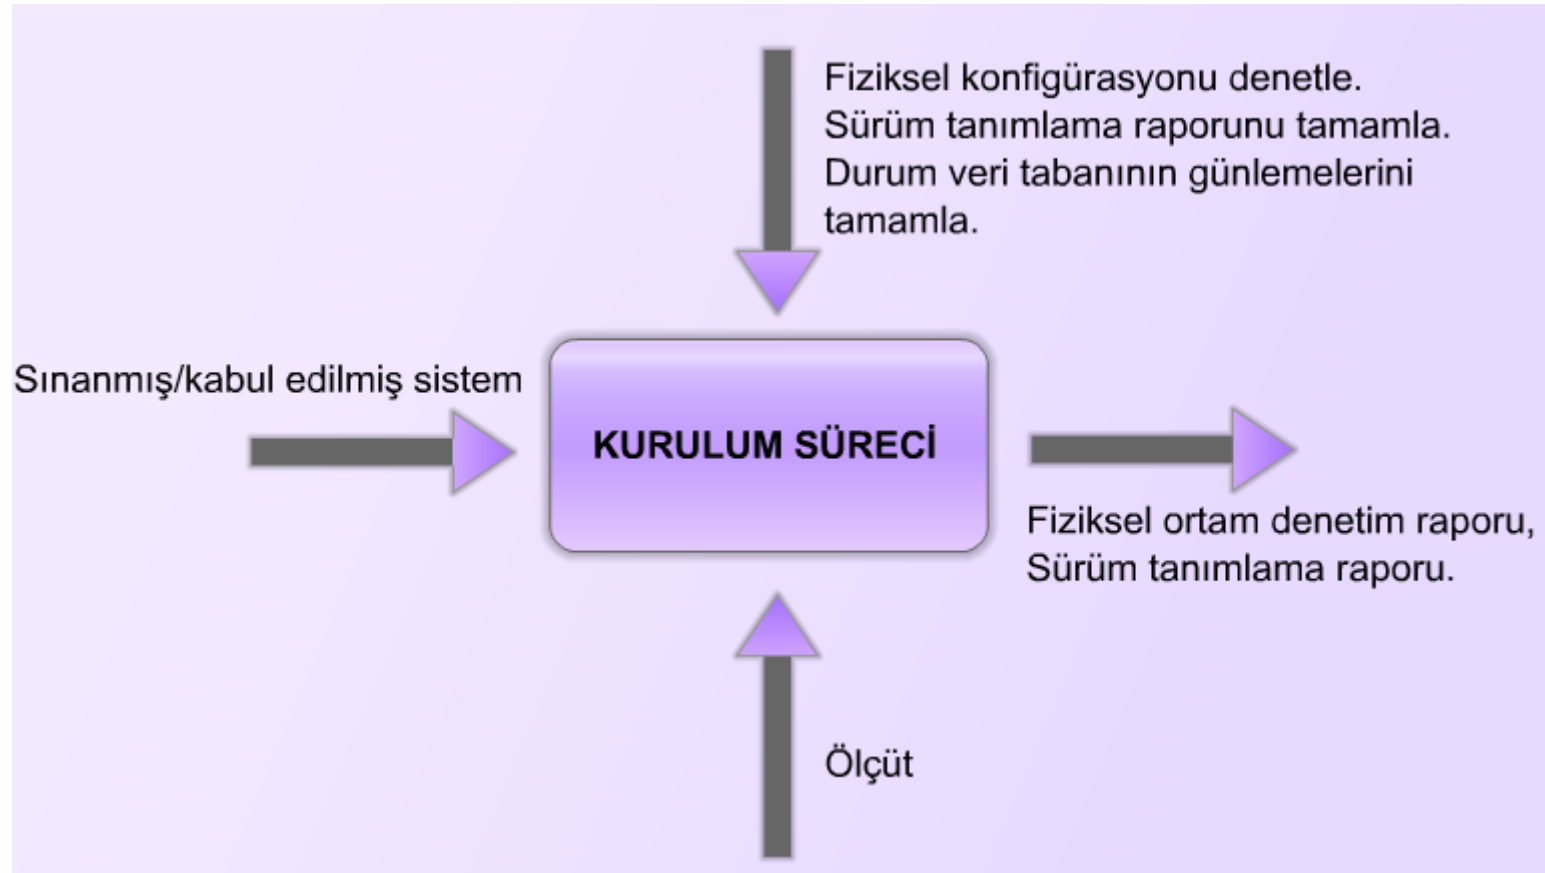 Fiziksel konfigürasyonu denetle.
Sürüm tanımlama raporunu tamamla.
Durum veri tabanının günlemelerini
tamamla.
Sınanmış/kabul edilmiş sistem
KURULUM SÜRECİ
Fiziksel ortam denetim raporu,
Sürüm tanımlama raporu.
Ölçüt